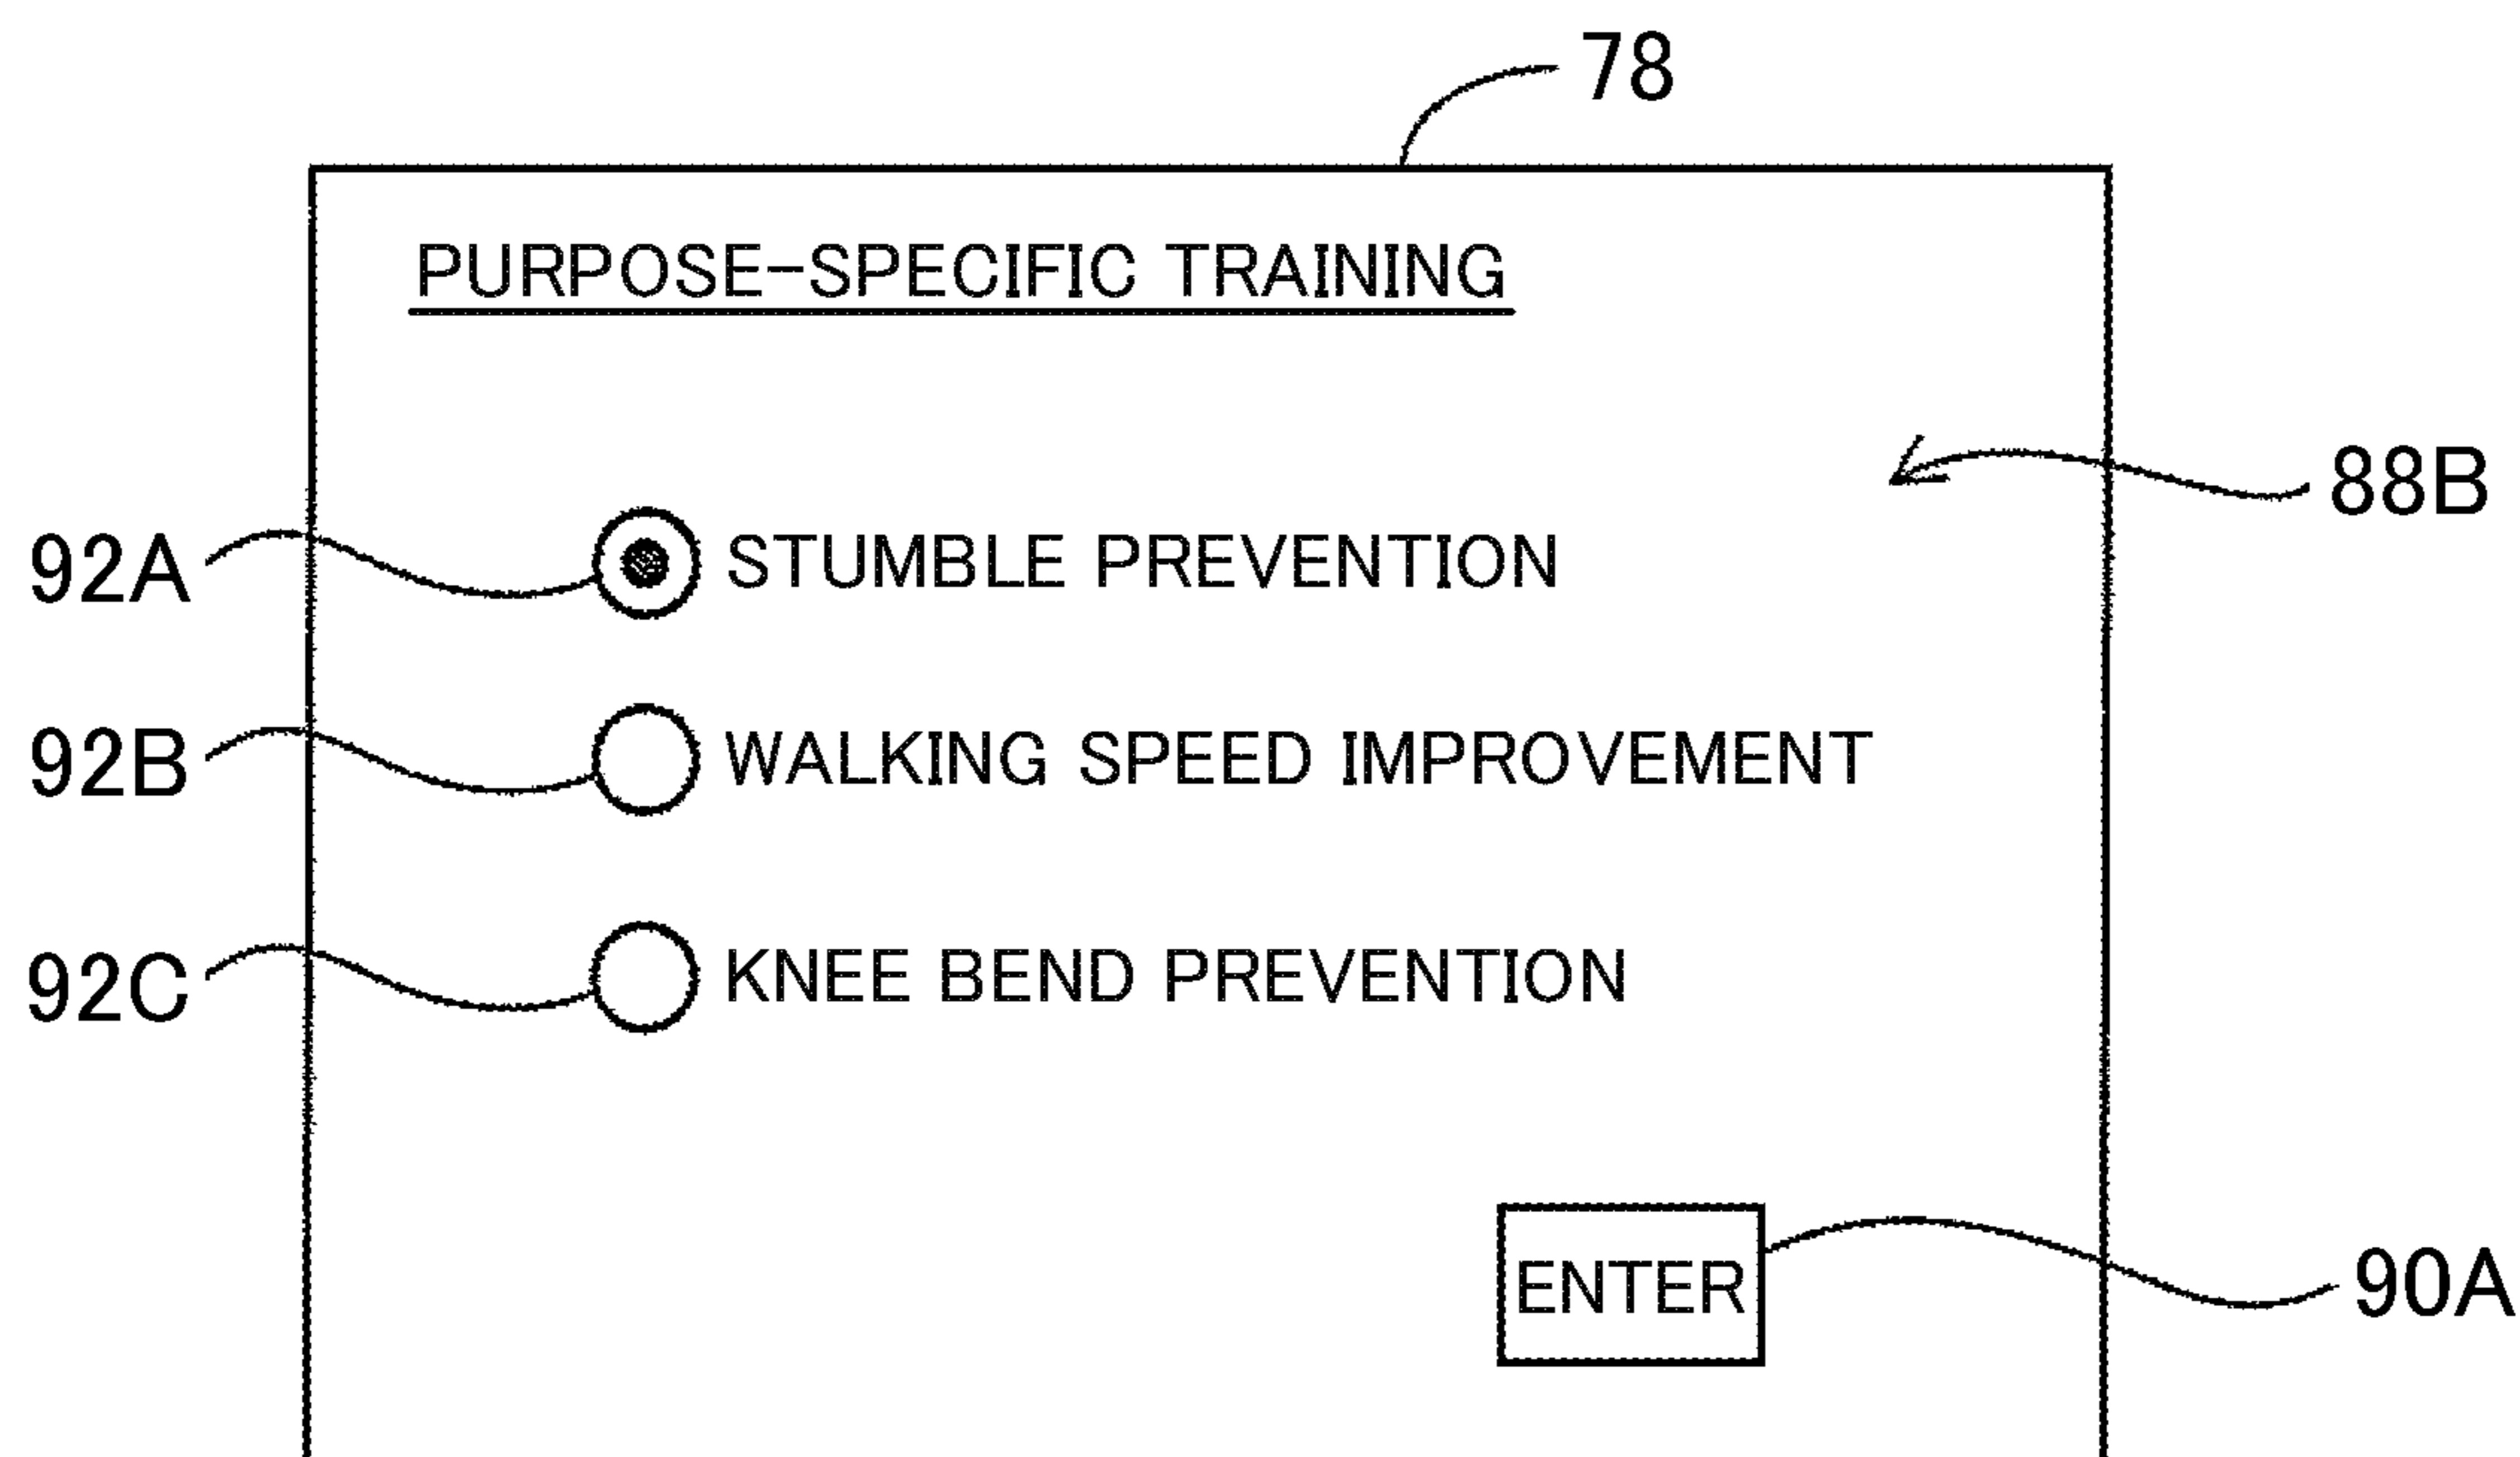 78
PURPOSE-SPECIFIC TRAINING
88B
92A STUMBLE PREVENTION
92B WALKING SPEED IMPROVEMENT
92C KNEE BEND PREVENTION
ENTER 90A